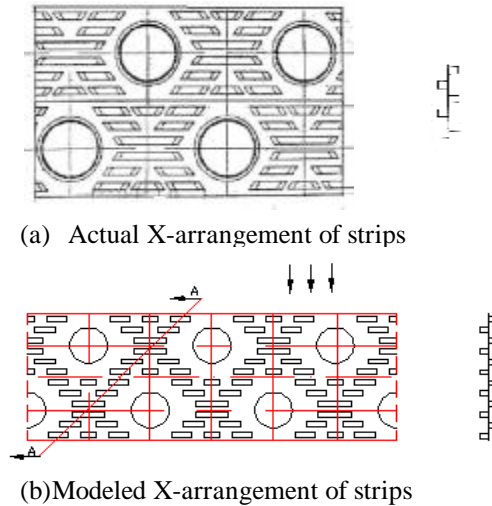 (a) Actual X-arrangement of strips
A
A
(b)Modeled X-arrangement of strips